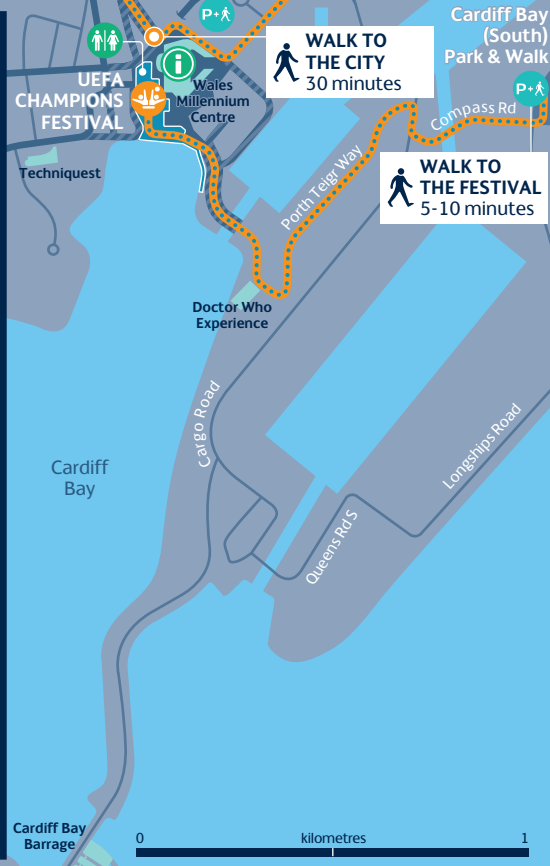 Cardiff Bay
(South)
Park & Walk
P+
P+
WALK TO
THE CITY
30 minutes
UEFA
CHAMPIONS
FESTIVAL
i
Wales
Millennium
Centre
Compass Rd
Techniquest
WALK TO
THE FESTIVAL
5-10 minutes
Porth Teigr Way
Doctor Who
Experience
Cargo Road
Longships Road
Cardiff
Bay
Queens Rd S
Cardiff Bay
Barrage
0 kilometres 1